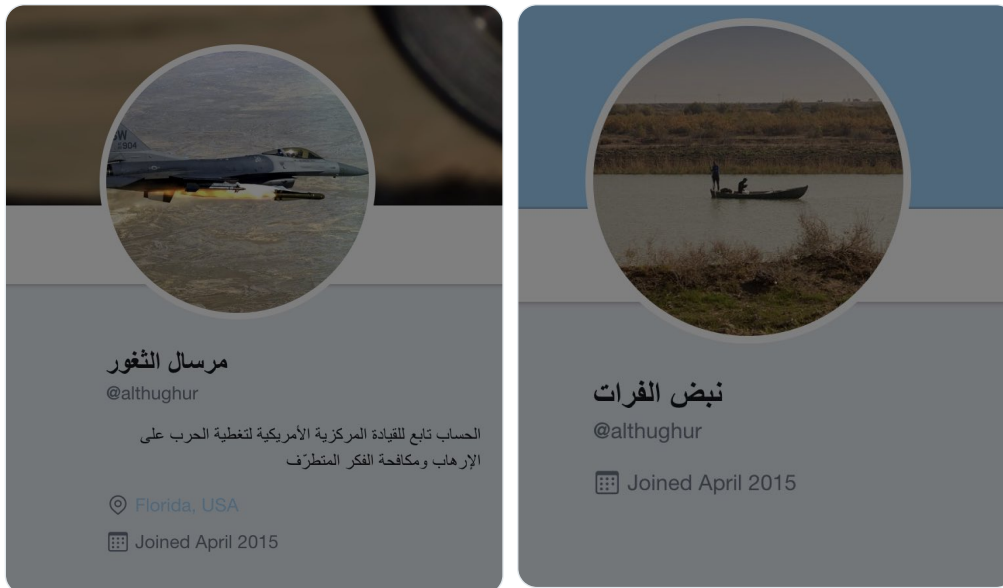 مرسال الثغور
@althughur
الحساب تابع للقيادة المركزية الأمريكية لتغطية الحرب على
الإرهاب ومكافحة الفكر المتطرّف
Florida, USA
Joined April 2015
نبض الفرات
@althughur
Joined April 2015